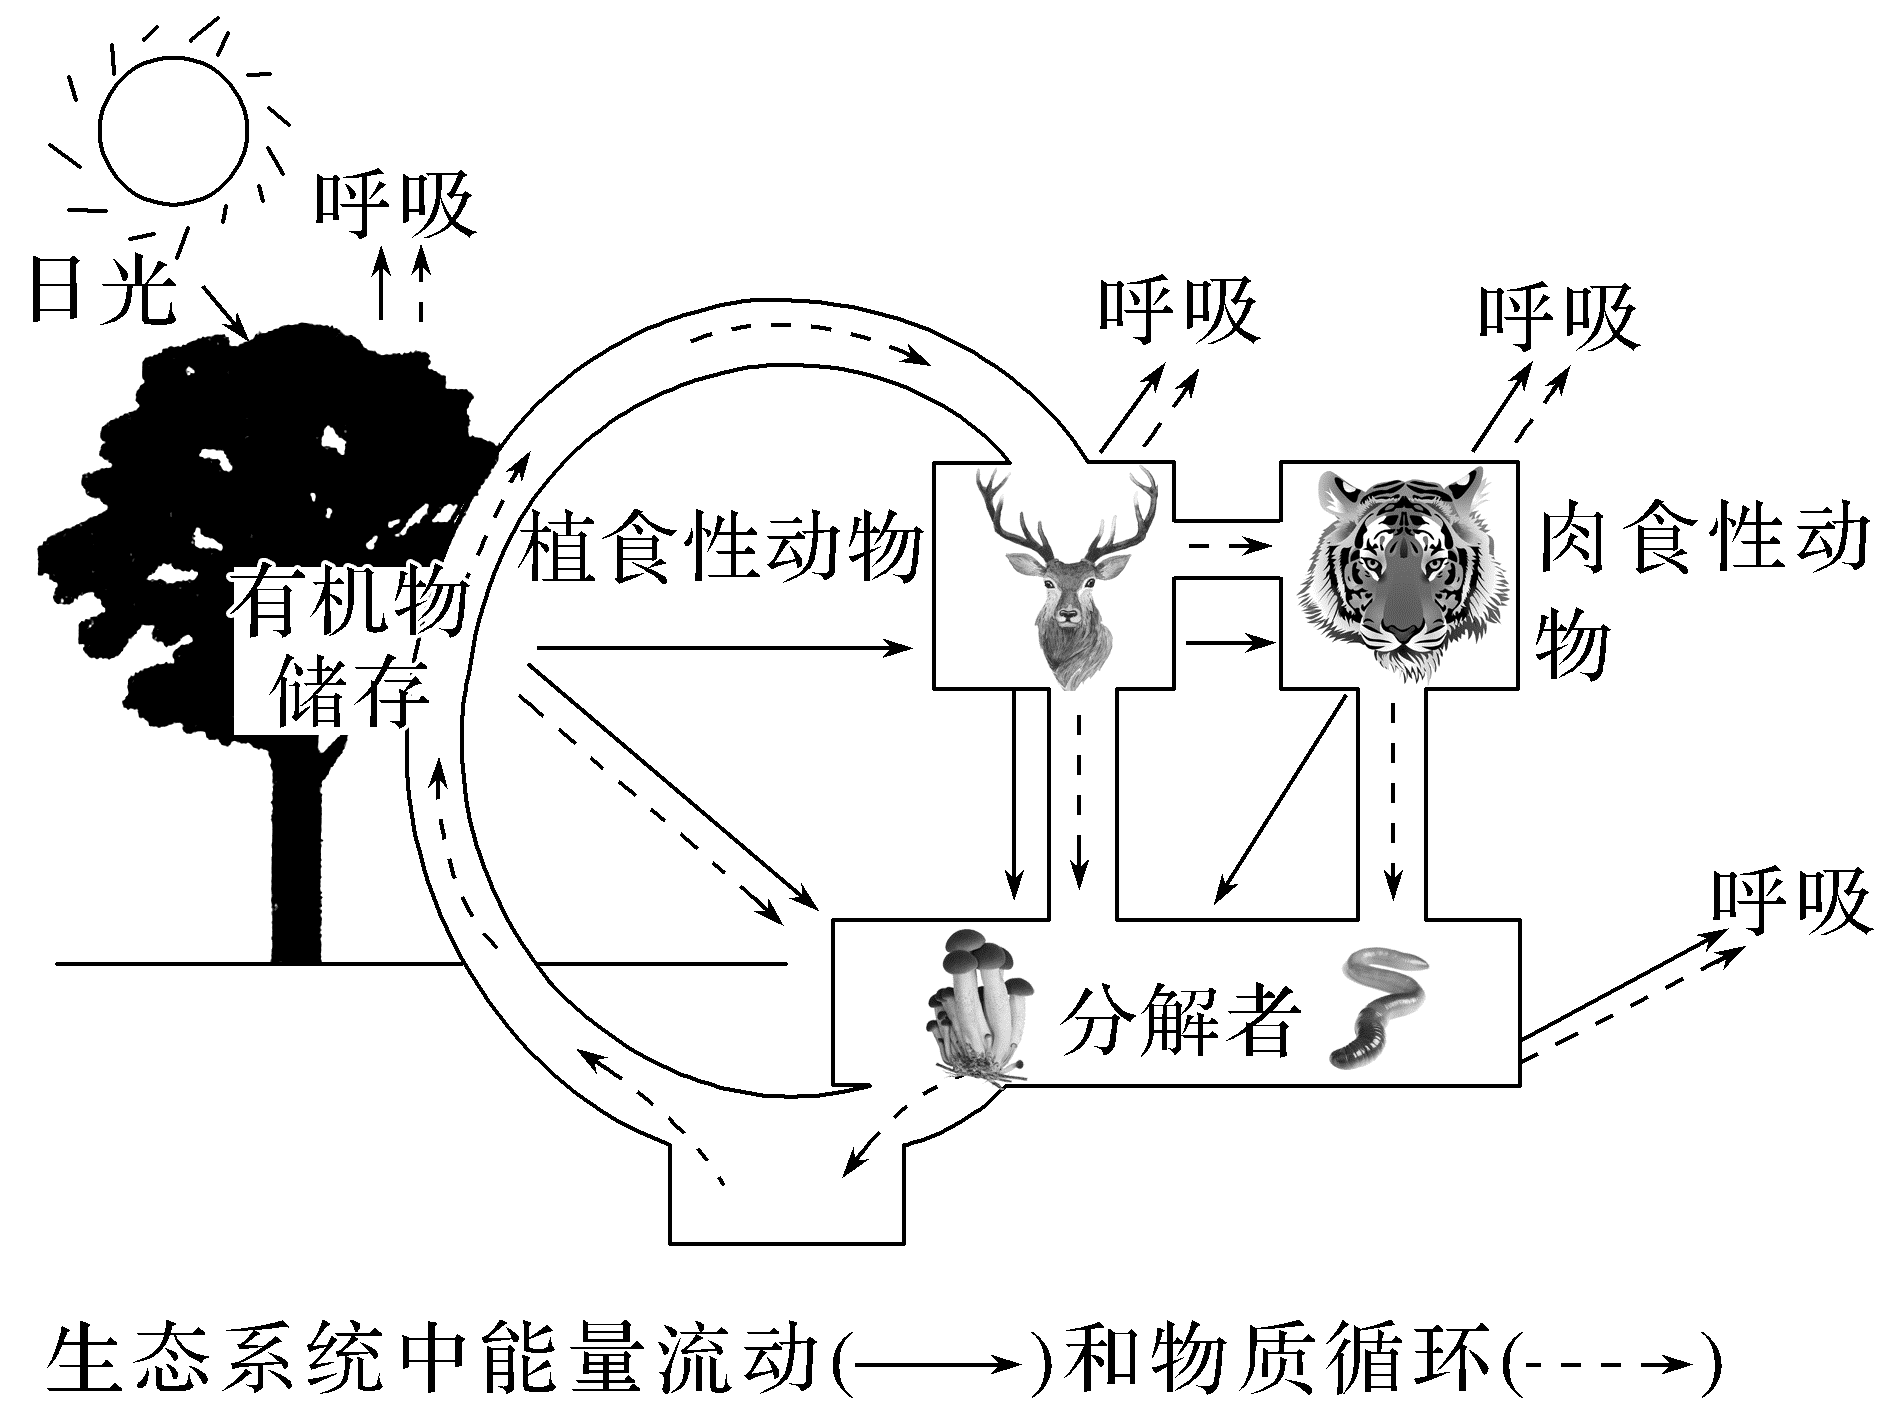 呼吸
日光
呼吸
呼吸
植食性动物
肉食性动
物
有机物
储存
呼吸
分解者
生态系统中能量流动(——→)和物质循环(----→)